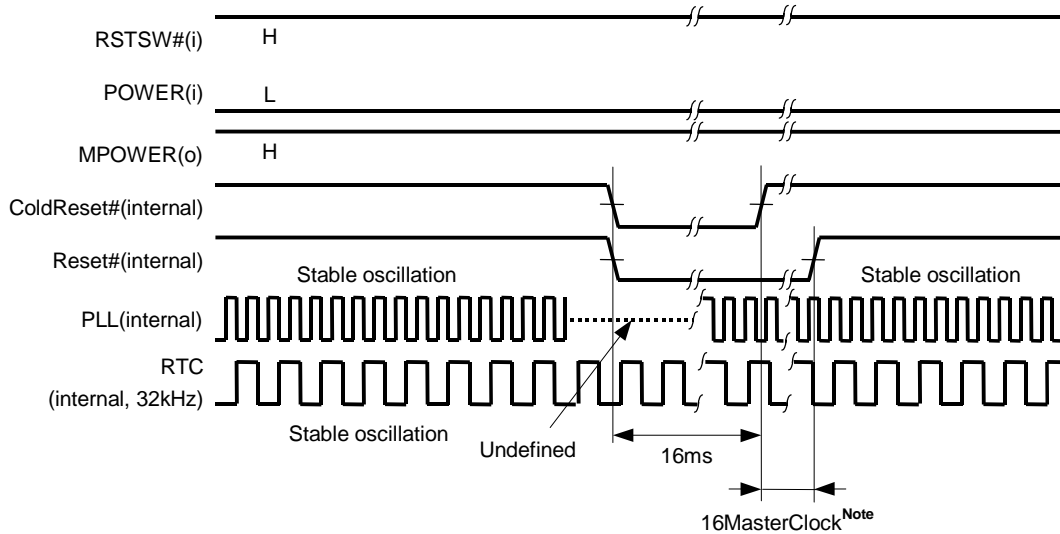 RSTSW#(i)
H
POWER(i)
L
MPOWER(o)
H
ColdReset#(internal)
Reset#(internal)
Stable oscillation
Stable oscillation
PLL(internal)
RTC
(internal, 32kHz)
Stable oscillation
Undefined
16ms
16MasterClockNote